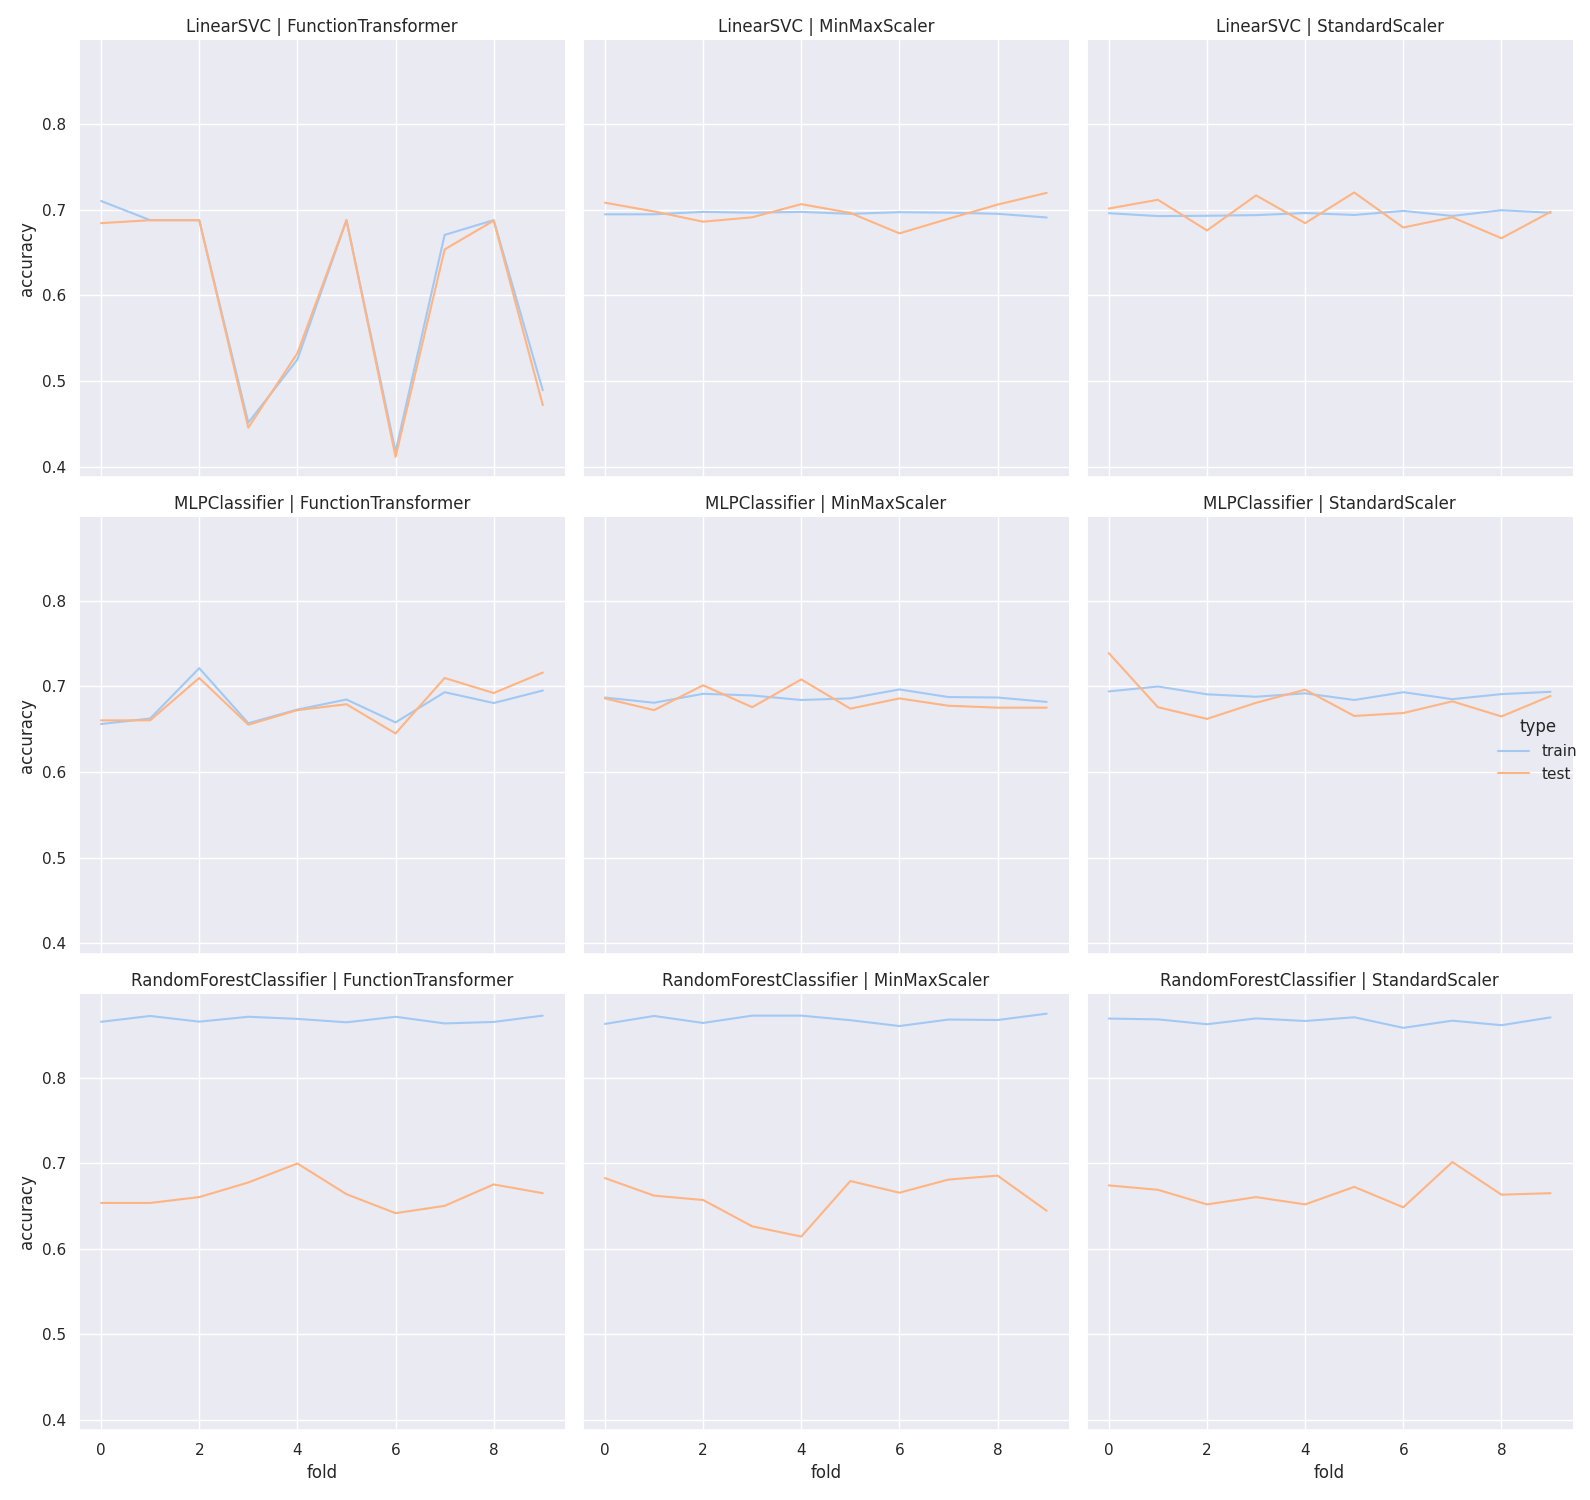 LinearSVC | FunctionTransformer
LinearSVC | MinMaxScaler
LinearSVC | StandardScaler
accuracy
0.8
0.7
0.6
0.5
0.4
MLPClassifier | FunctionTransformer
MLPClassifier | MinMaxScaler
MLPClassifier | StandardScaler
accuracy
0.8
0.7
0.6
0.5
0.4
type
train
test
RandomForestClassifier | FunctionTransformer
RandomForestClassifier | MinMaxScaler
RandomForestClassifier | StandardScaler
accuracy
0.8
0.7
0.6
0.5
0.4
0 2 4 6 8
0 2 4 6 8
0 2 4 6 8
fold
fold
fold